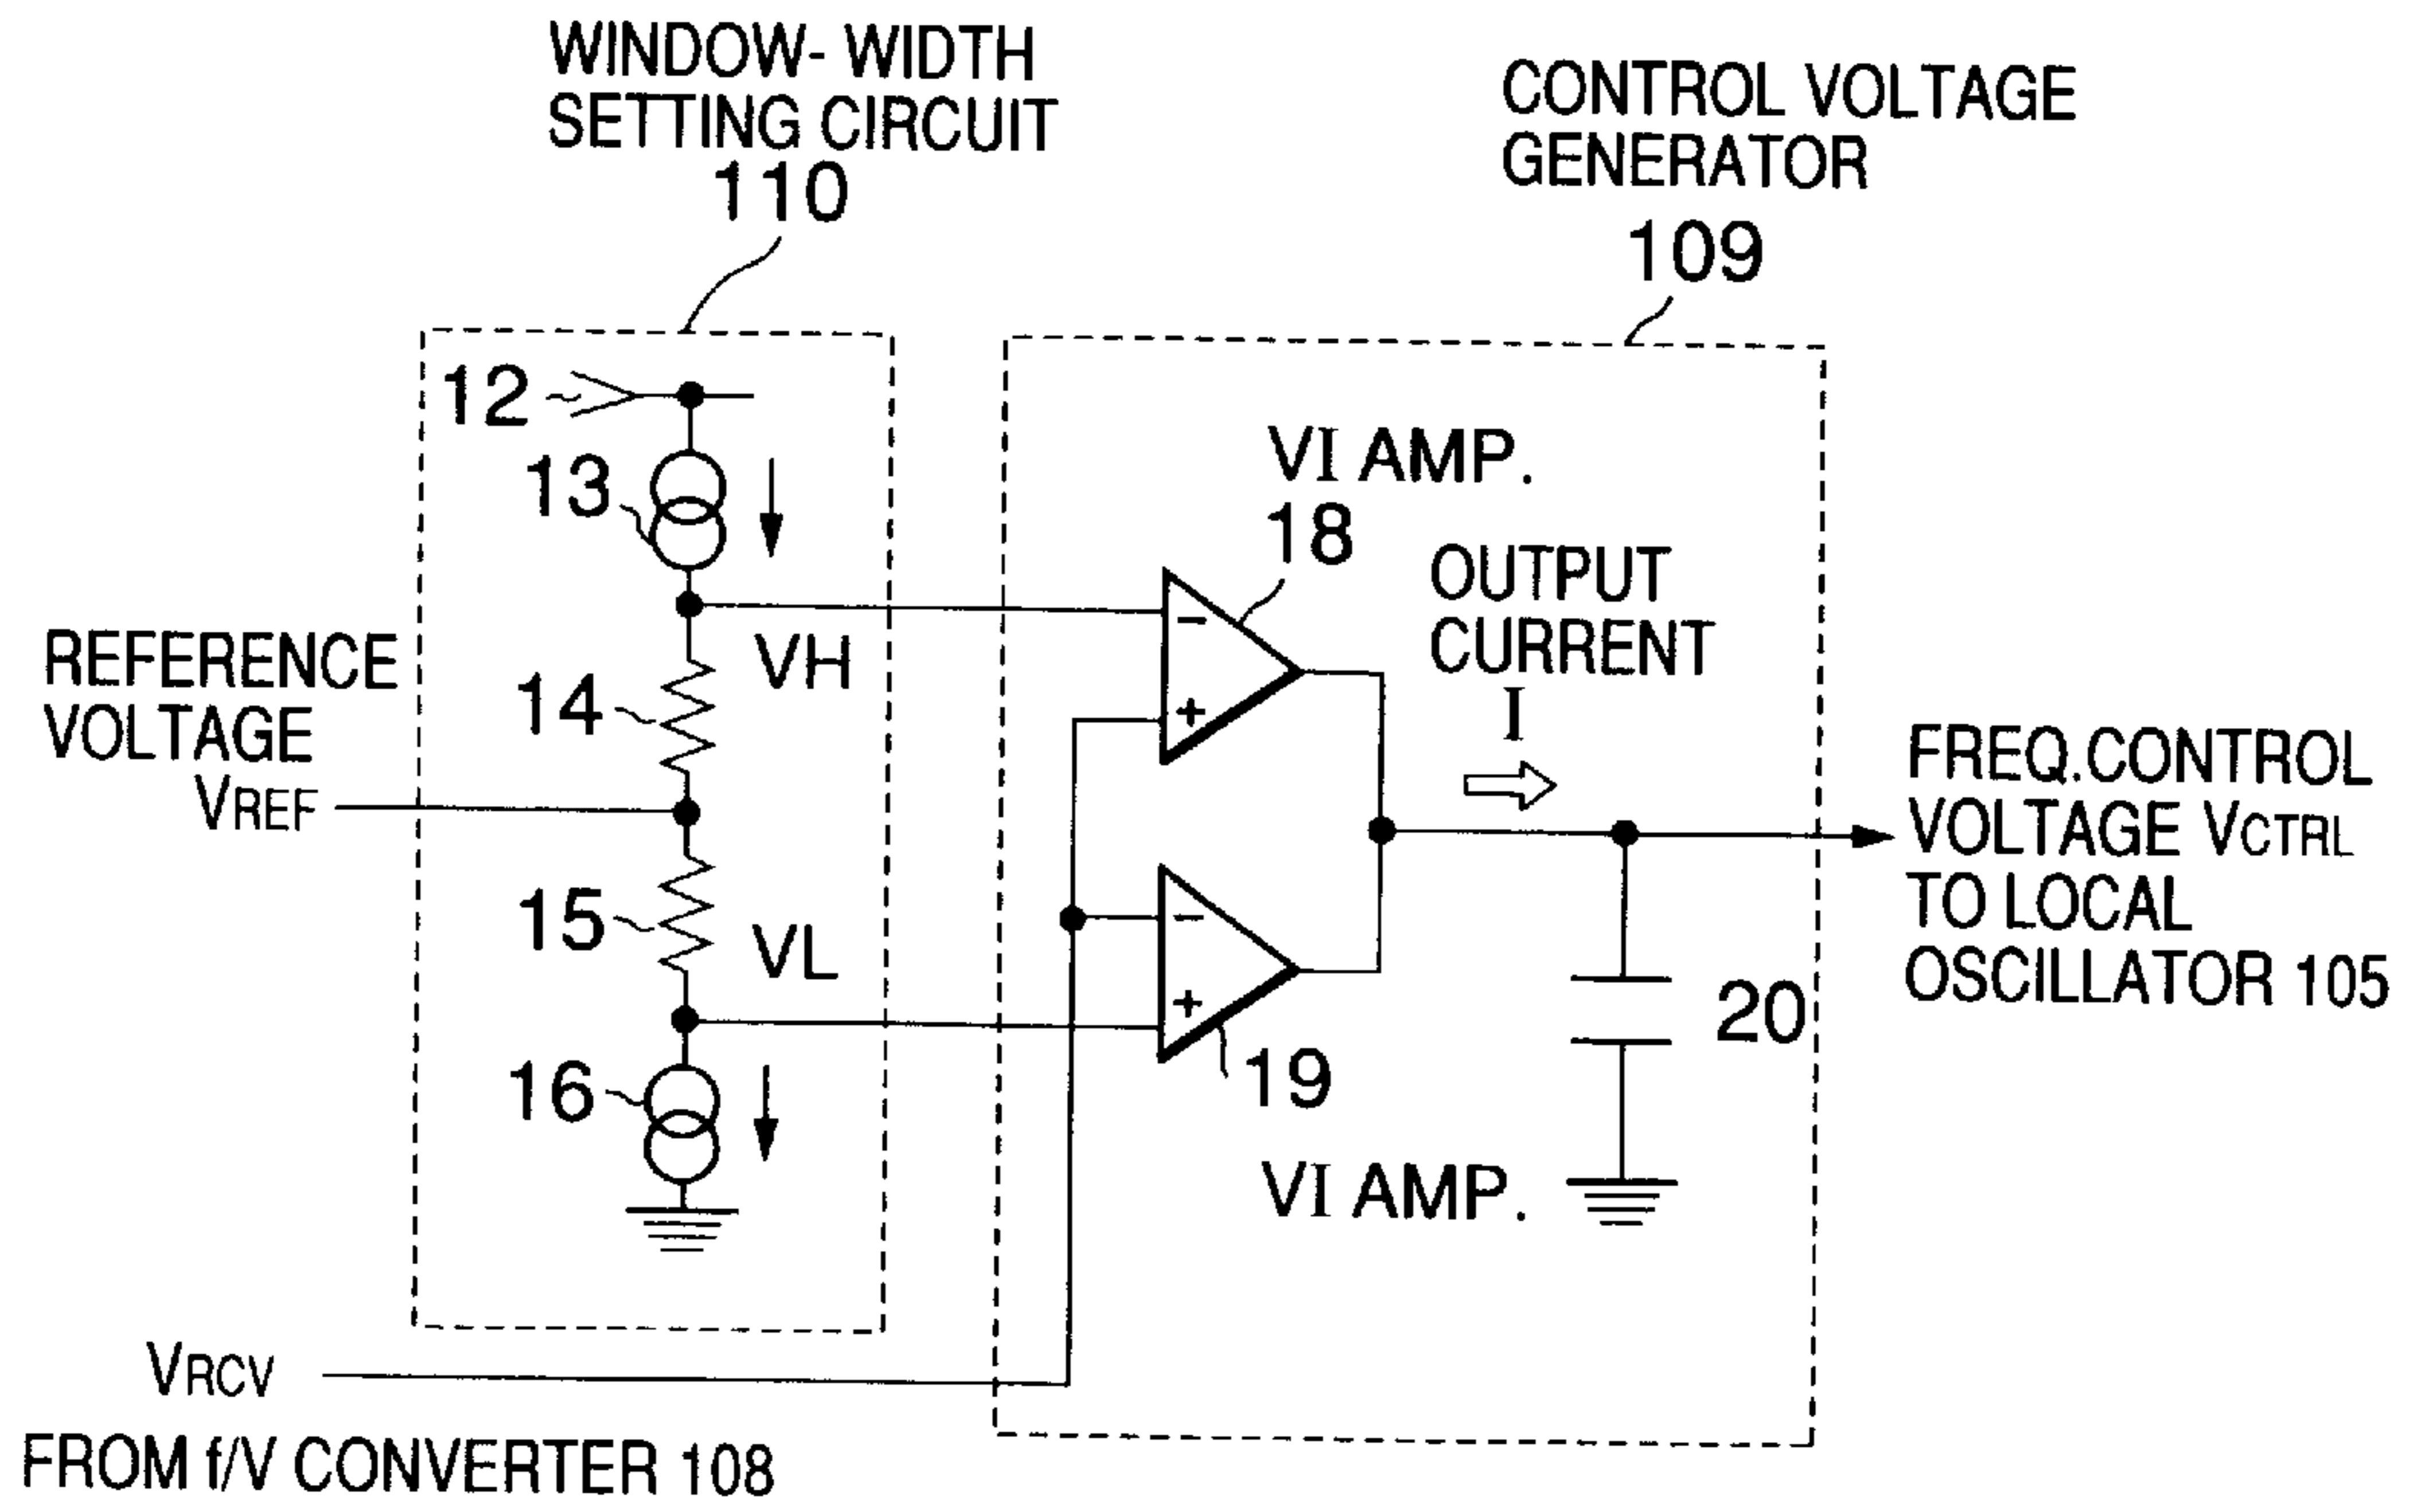 WINDOW- WIDTH
SETTING CIRCUIT
110
CONTROL VOLTAGE
GENERATOR
109
12
13
VI AMP.
18
OUTPUT
CURRENT
I
REFERENCE
VOLTAGE
VREF
VH
14
-
+
FREQ.CONTROL
VOLTAGE VCTRL
TO LOCAL
OSCILLATOR 105
15
VL
-
+
20
16
19
VI AMP.
VRCV
FROM f/V CONVERTER 108